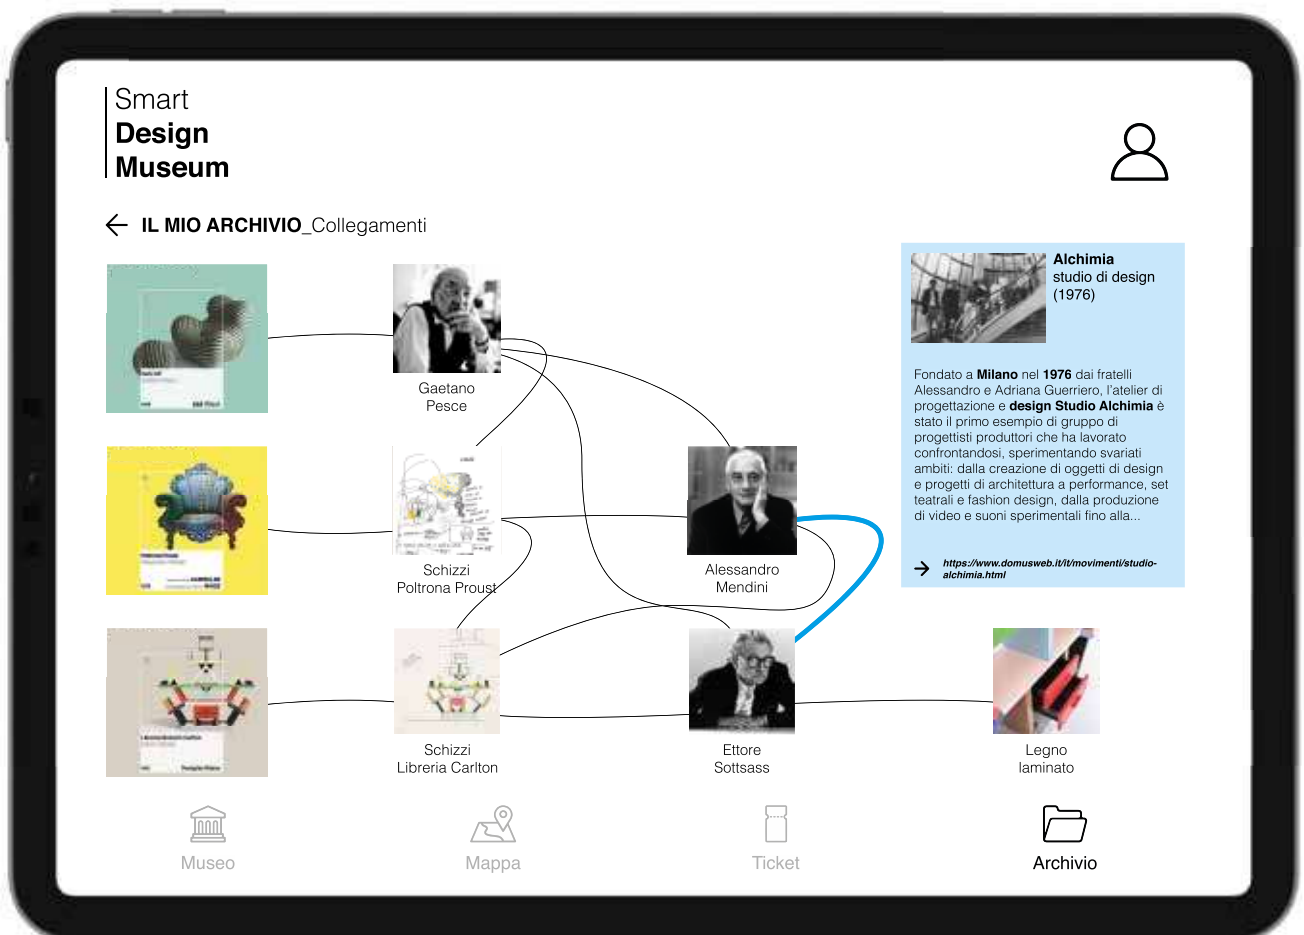 Smart
Design
Museum
IL MIO ARCHIVIO_Collegamenti
Gaetano
Pesce
Schizzi
Poltrona Proust
Schizzi
Libreria Carlton
Alessandro
Mendini
Ettore
Sottsass
Legno
laminato
Alchimia
studio di design
(1976)
Fondato a Milano nel 1976 dai fratelli
Alessandro e Adriana Guerriero, l'atelier di
progettazione e design Studio Alchimia è
stato il primo esempio di gruppo di
progettisti produttori che ha lavorato
confrontandosi, sperimentando svariati
ambiti: dalla creazione di oggetti di design
e progetti di architettura a performance, set
teatrali e fashion design, dalla produzione
di video e suoni sperimentali fino alla...
https://www.domusweb.it/it/movimenti/studio-
alchimia.html
Museo
Mappa
Ticket
Archivio